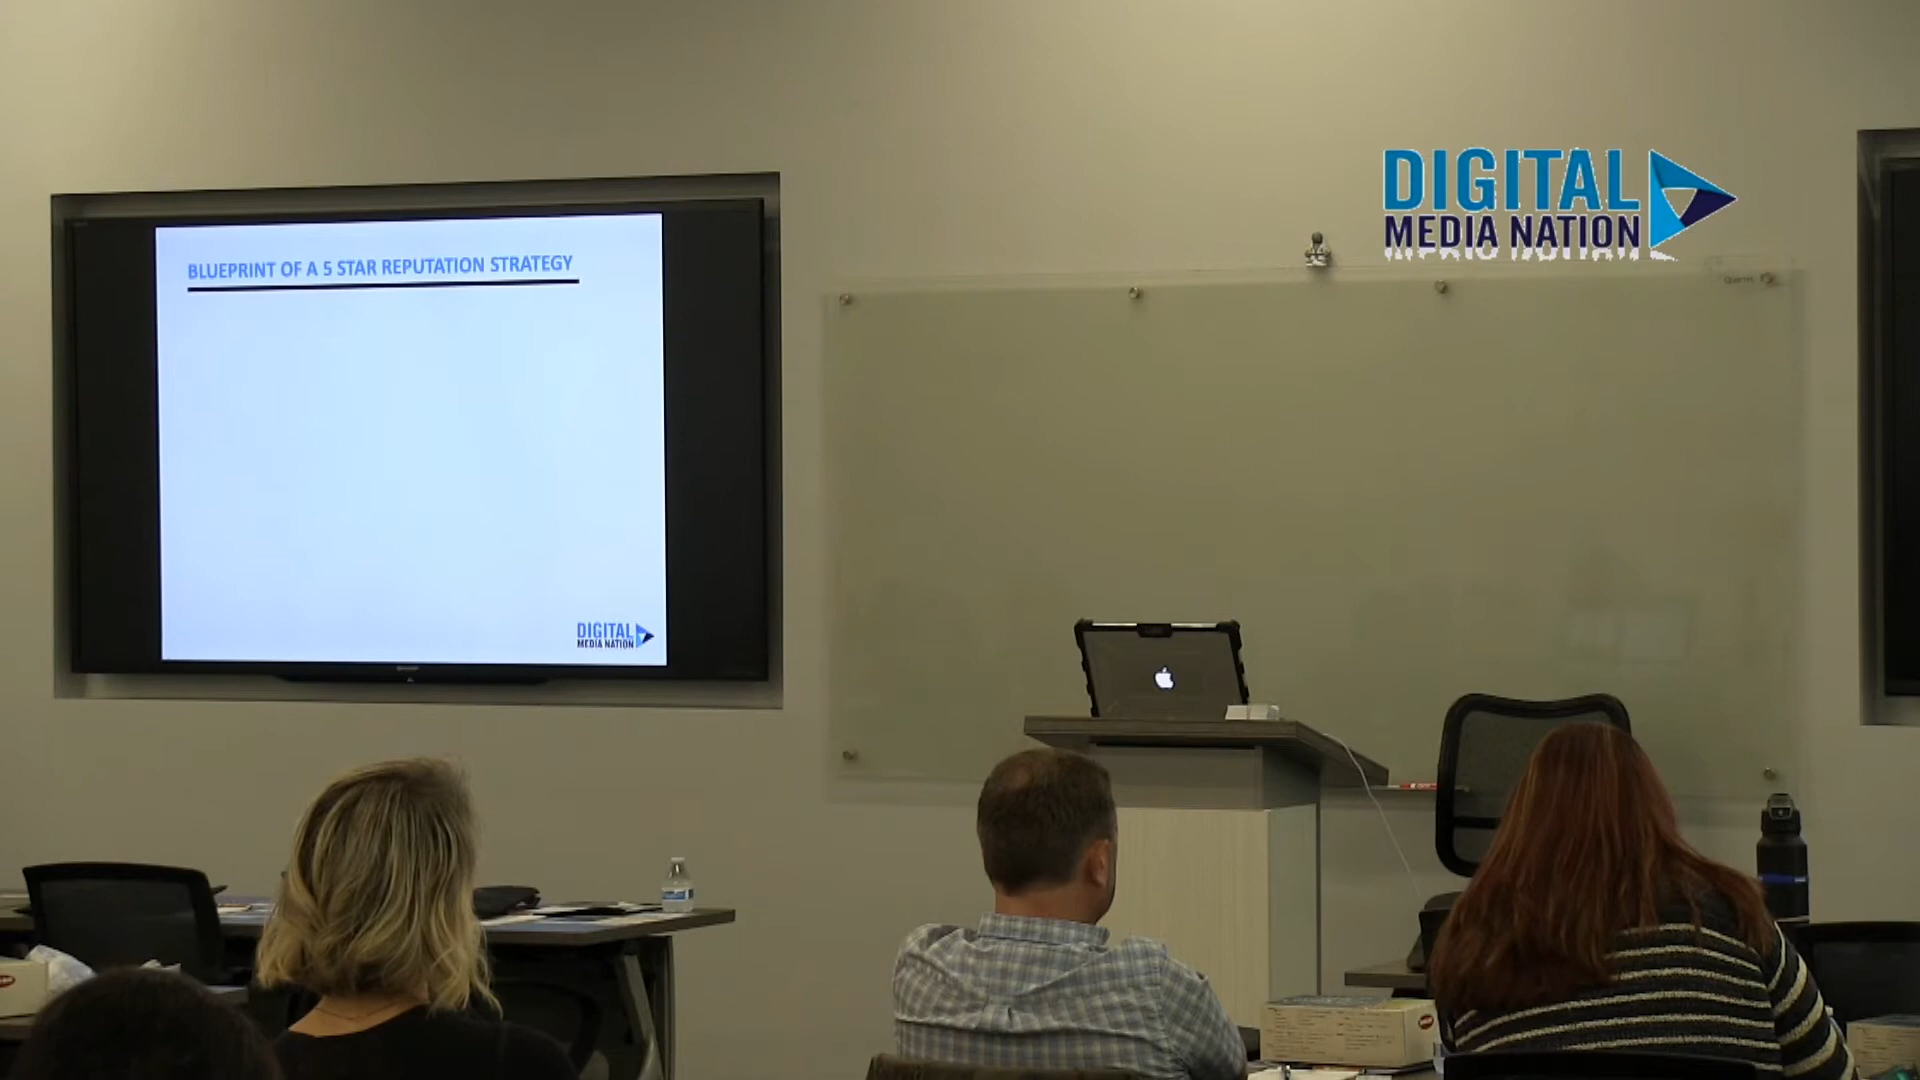 BLUEPRINT OF A 5 STAR REPUTATION STRATEGY
DIGITAL
MEDIA NATION
DIGITAL
MEDIA NATION